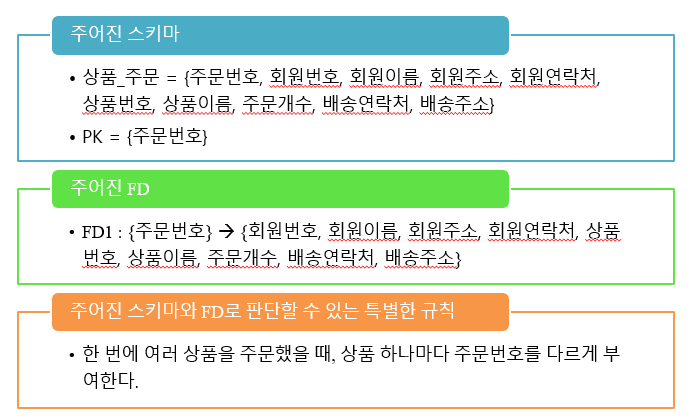 주어진 스키마
• 상품_주문 = {주문번호, 회원번호, 회원이름, 회원주소, 회원연락처,
상품번호, 상품이름, 주문개수, 배송연락처, 배송주소}
• PK = {주문번호}
주어진 FD
• FD1 : {주문번호} → {회원번호, 회원이름, 회원주소, 회원연락처, 상품
번호, 상품이름, 주문개수, 배송연락처, 배송주소}
주어진 스키마와 FD로 판단할 수 있는 특별한 규칙
• 한 번에 여러 상품을 주문했을 때, 상품 하나마다 주문번호를 다르게 부
여한다.